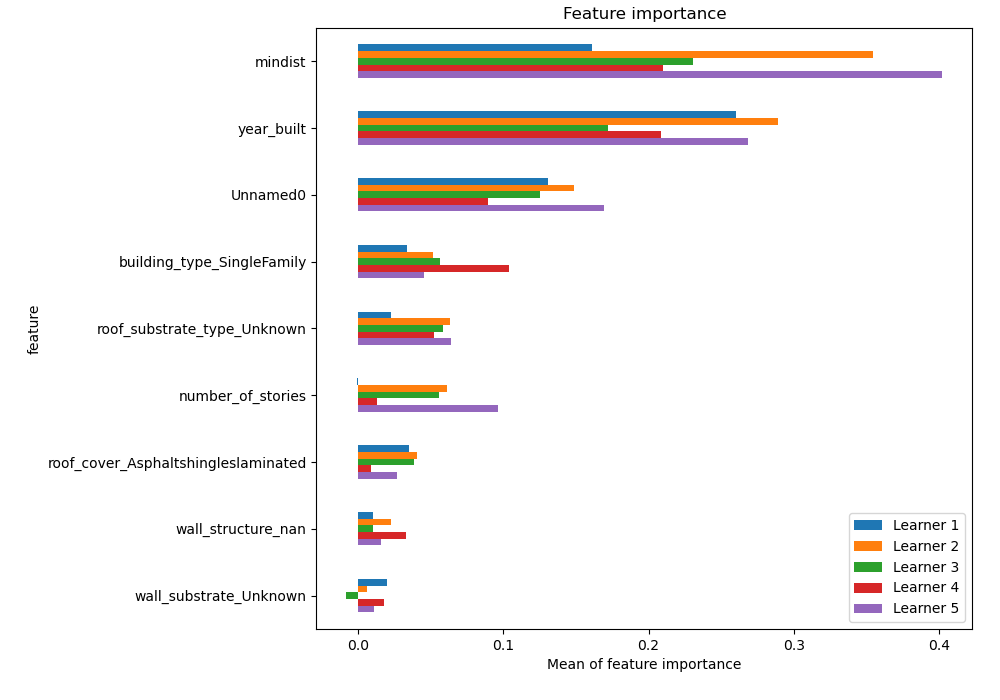 Feature importance
mindist
year_built
Unnamed0
building_type_SingleFamily
roof_substrate_type_Unknown
number_of_stories
roof_cover_Asphaltshingleslaminated
wall_structure_nan
wall_substrate_Unknown
feature
Learner 1
Learner 2
Learner 3
Learner 4
Learner 5
0.0 0.1 0.2 0.3 0.4
Mean of feature importance